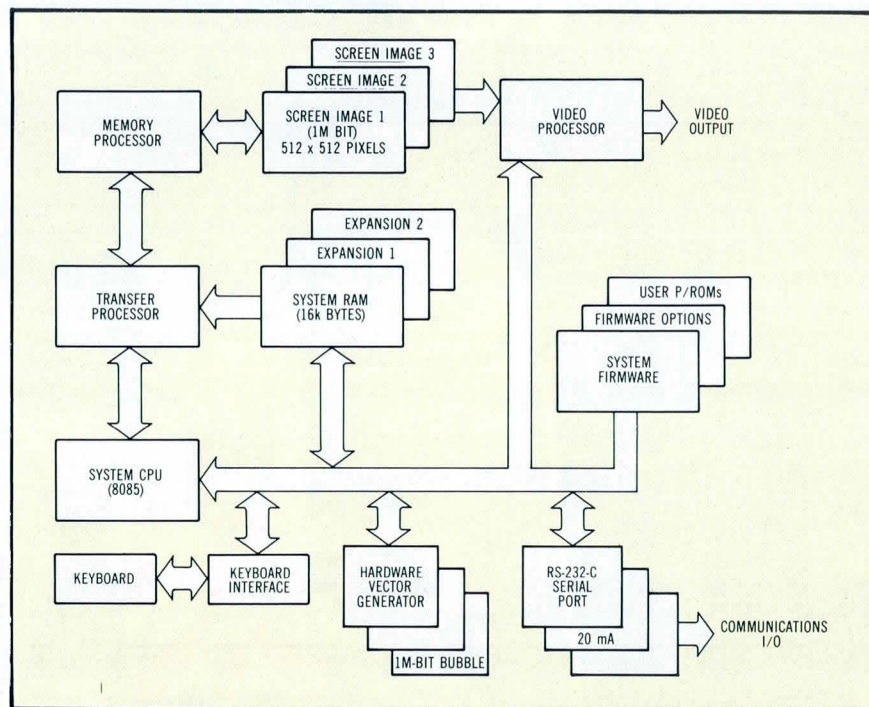 SCREEN IMAGE 3
SCREEN IMAGE 2
SCREEN IMAGE 1
(1M BIT)
512 x 512 PIXELS
MEMORY
PROCESSOR
VIDEO
PROCESSOR
VIDEO
OUTPUT
EXPANSION 2
EXPANSION 1
SYSTEM RAM
(16k BYTES)
TRANSFER
PROCESSOR
USER P/ROMs
FIRMWARE OPTIONS
SYSTEM
FIRMWARE
SYSTEM CPU
(8085)
KEYBOARD
KEYBOARD
INTERFACE
HARDWARE
VECTOR
GENERATOR
1M-BIT BUBBLE
RS-232-C
SERIAL
PORT
20 mA
COMMUNICATIONS
I/O